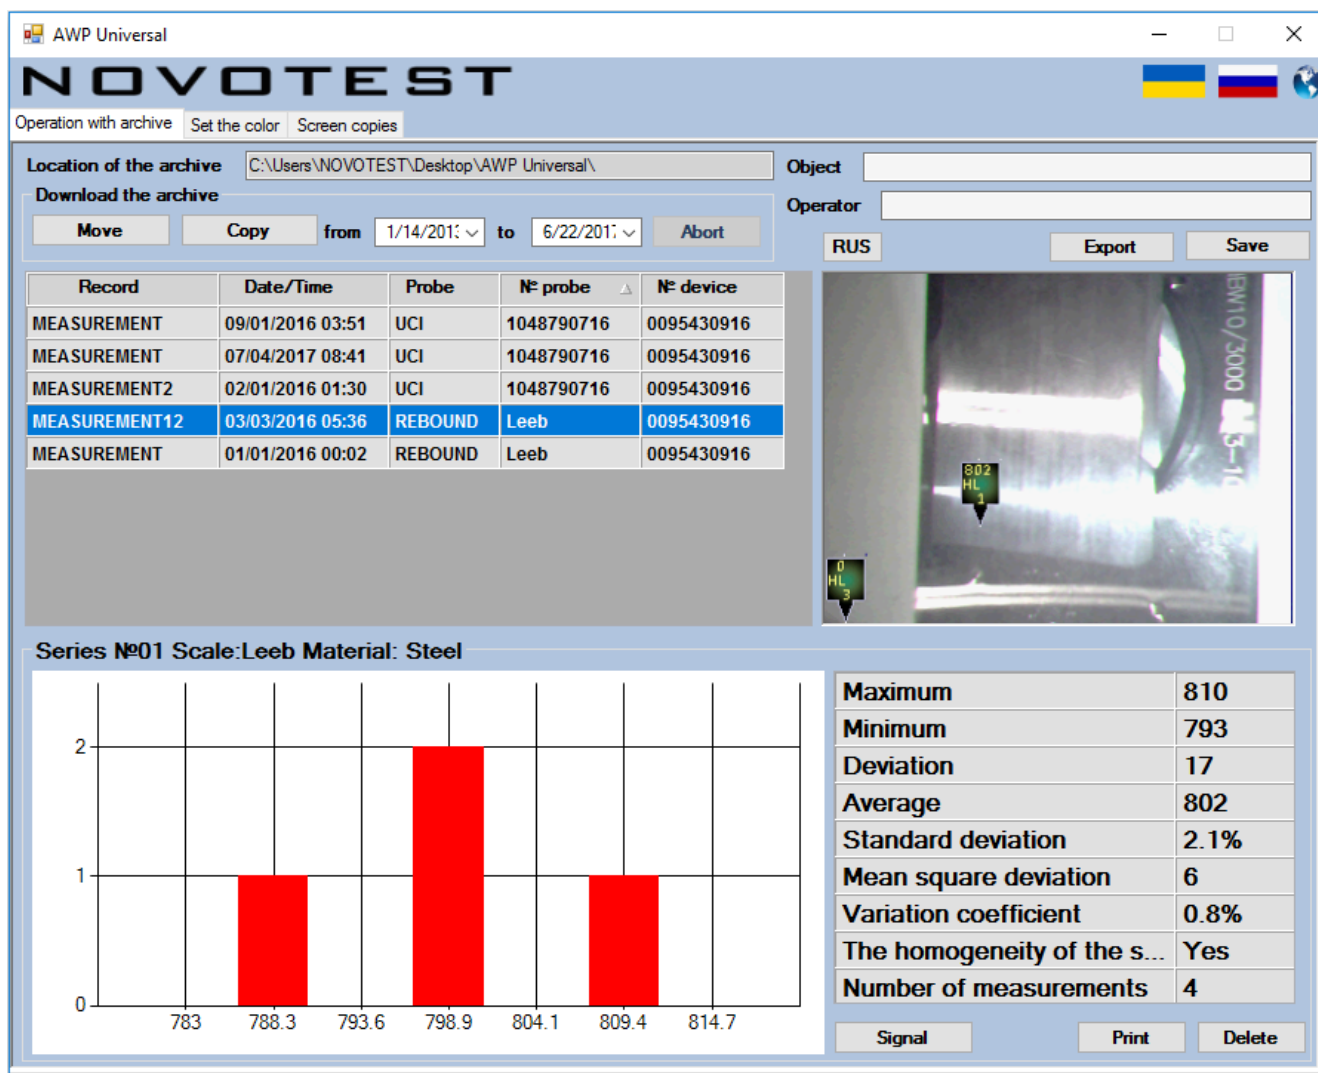 AWP Universal
NOVOTEST
Operation with archive Set the color Screen copies
Location of the archive C:\Users\NOVOTEST\Desktop\AWP Universal\
Object
Download the archive
Operator
Move Copy from 1/14/2013 to 6/22/2017 Abort
RUS Export Save
Record Date/Time Probe № probe № device
MEASUREMENT 09/01/2016 03:51 UCI 1048790716 0095430916
MEASUREMENT 07/04/2017 08:41 UCI 1048790716 0095430916
MEASUREMENT2 02/01/2016 01:30 UCI 1048790716 0095430916
MEASUREMENT12 03/03/2016 05:36 REBOUND Leeb 0095430916
MEASUREMENT 01/01/2016 00:02 REBOUND Leeb 0095430916
HBW10/3000
802
HL
1
0
HL
3
Series №01 Scale:Leeb Material: Steel
2
1
0
783 788.3 793.6 798.9 804.1 809.4 814.7
Maximum 810
Minimum 793
Deviation 17
Average 802
Standard deviation 2.1%
Mean square deviation 6
Variation coefficient 0.8%
The homogeneity of the s... Yes
Number of measurements 4
Signal Print Delete